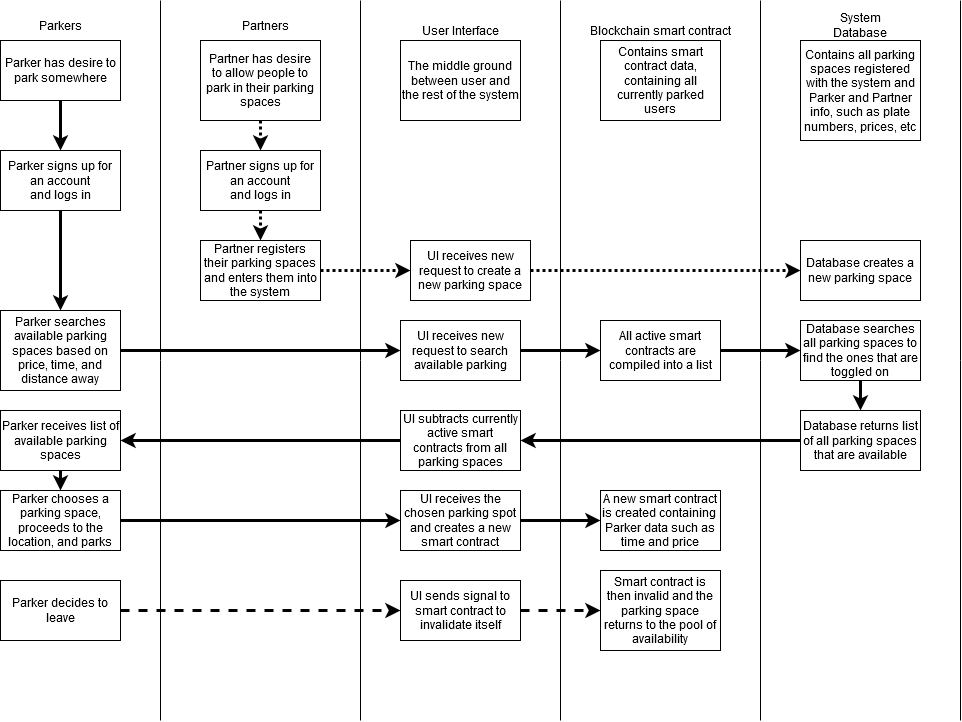 Parkers
Partners
User Interface
Blockchain smart contract
System
Database
Parker has desire to
park somewhere
Partner has desire
to allow people to
park in their parking
spaces
The middle ground
between user and
the rest of the system
Contains smart
contract data,
containing all
currently parked
users
Contains all parking
spaces registered
with the system and
Parker and Partner
info, such as plate
numbers, prices, etc
Parker signs up for
an account
and logs in
Partner signs up for
an account
and logs in
Partner registers
their parking spaces
and enters them into
the system
UI receives new
request to create a
new parking space
Database creates a
new parking space
Parker searches
available parking
spaces based on
price, time, and
distance away
UI receives new
request to search
available parking
All active smart
contracts are
compiled into a list
Database searches
all parking spaces to
find the ones that are
toggled on
Parker receives list of
available parking
spaces
UI subtracts currently
active smart
contracts from all
parking spaces
Database returns list
of all parking spaces
that are available
Parker chooses a
parking space,
proceeds to the
location, and parks
UI receives the
chosen parking spot
and creates a new
smart contract
A new smart contract
is created containing
Parker data such as
time and price
Parker decides to
leave
UI sends signal to
smart contract to
invalidate itself
Smart contract is
then invalid and the
parking space
returns to the pool of
availability